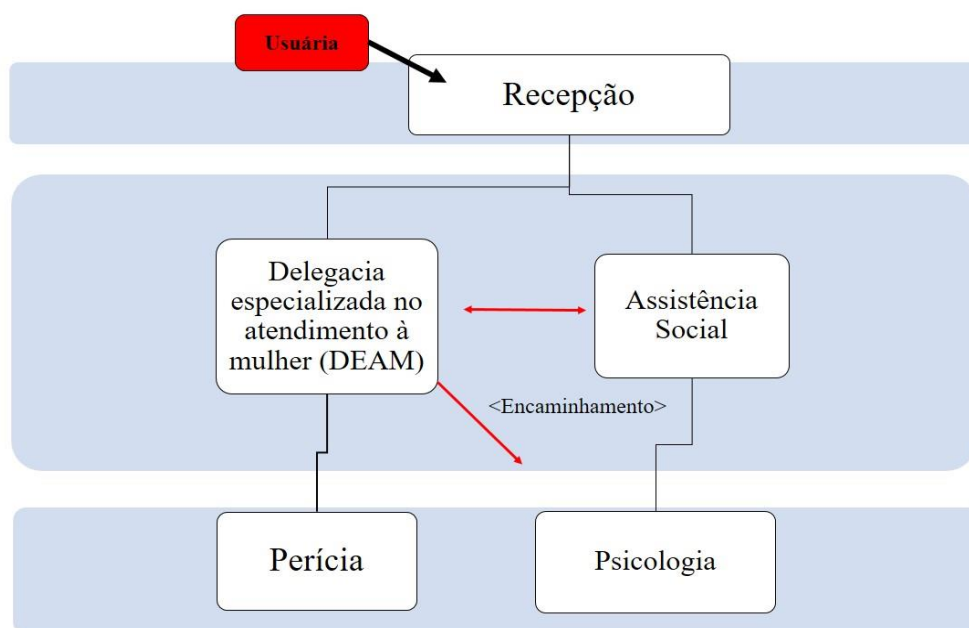 Usuária
Recepção
Delegacia
especializada no
atendimento à
mulher (DEAM)
Assistência
Social
<Encaminhamento>
Perícia
Psicologia